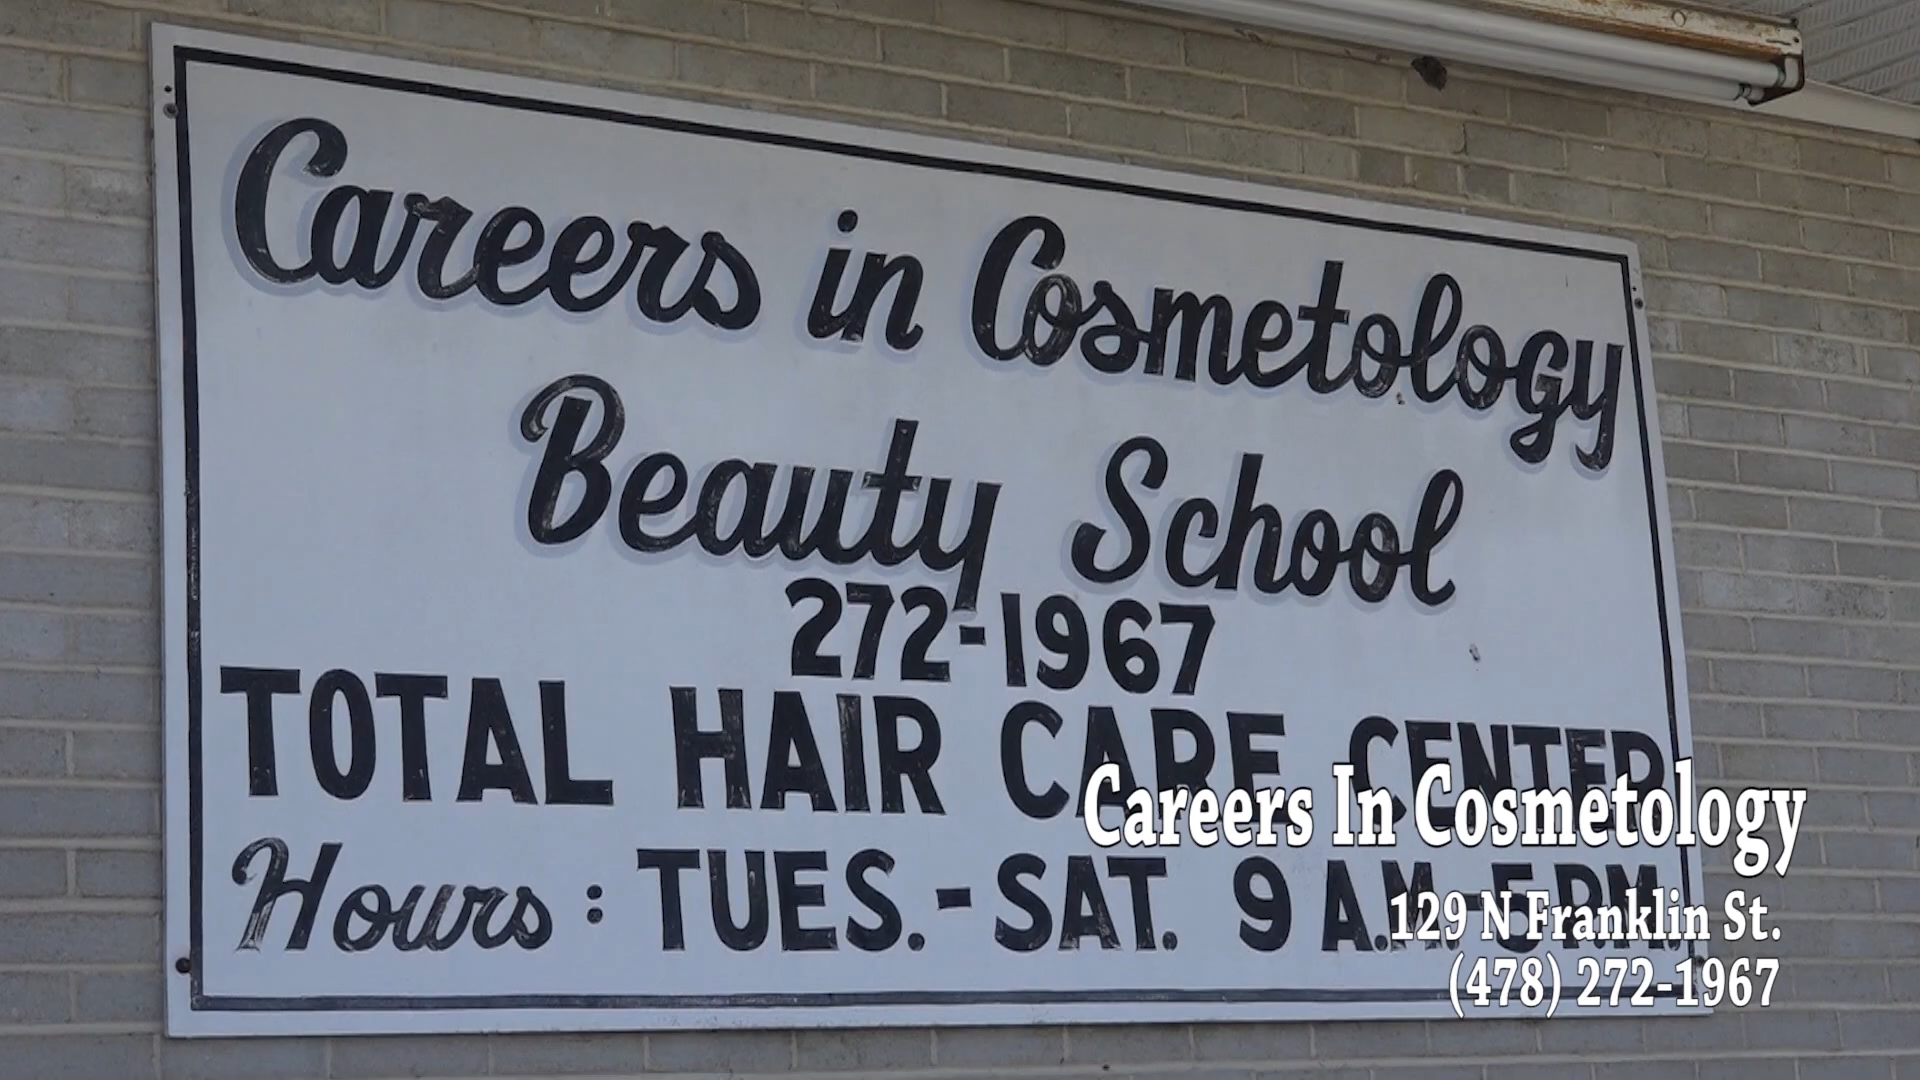 Careers in Cosmetology
Beauty School
272-1967
TOTAL HAIR CARE CENTER
Hours: TUES.-SAT. 9 A.M.-5 P.M.
Careers In Cosmetology
129 N Franklin St.
(478) 272-1967